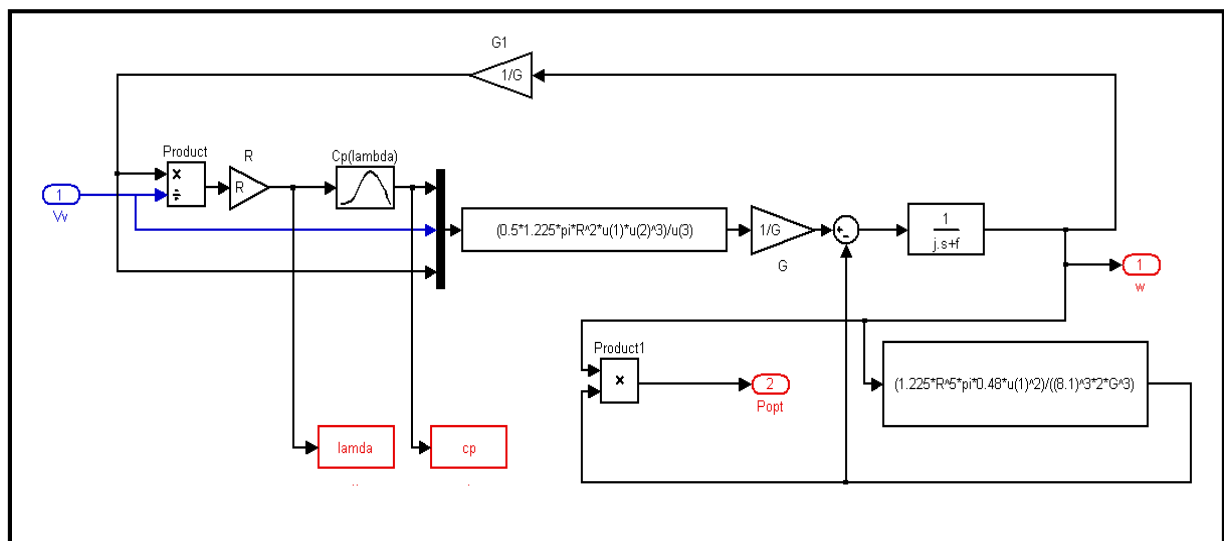 G1
1/G
Product
×
÷
R
R
Cp(lambda)
1
Vv
(0.5*1.225*pi*R^2*u(1)*u(2)^3)/u(3)
1/G
G
+
-
1
j.s+f
1
w
Product1
×
2
Popt
(1.225*R^5*pi*0.48*u(1)^2)/((8.1)^3*2*G^3)
lamda
cp